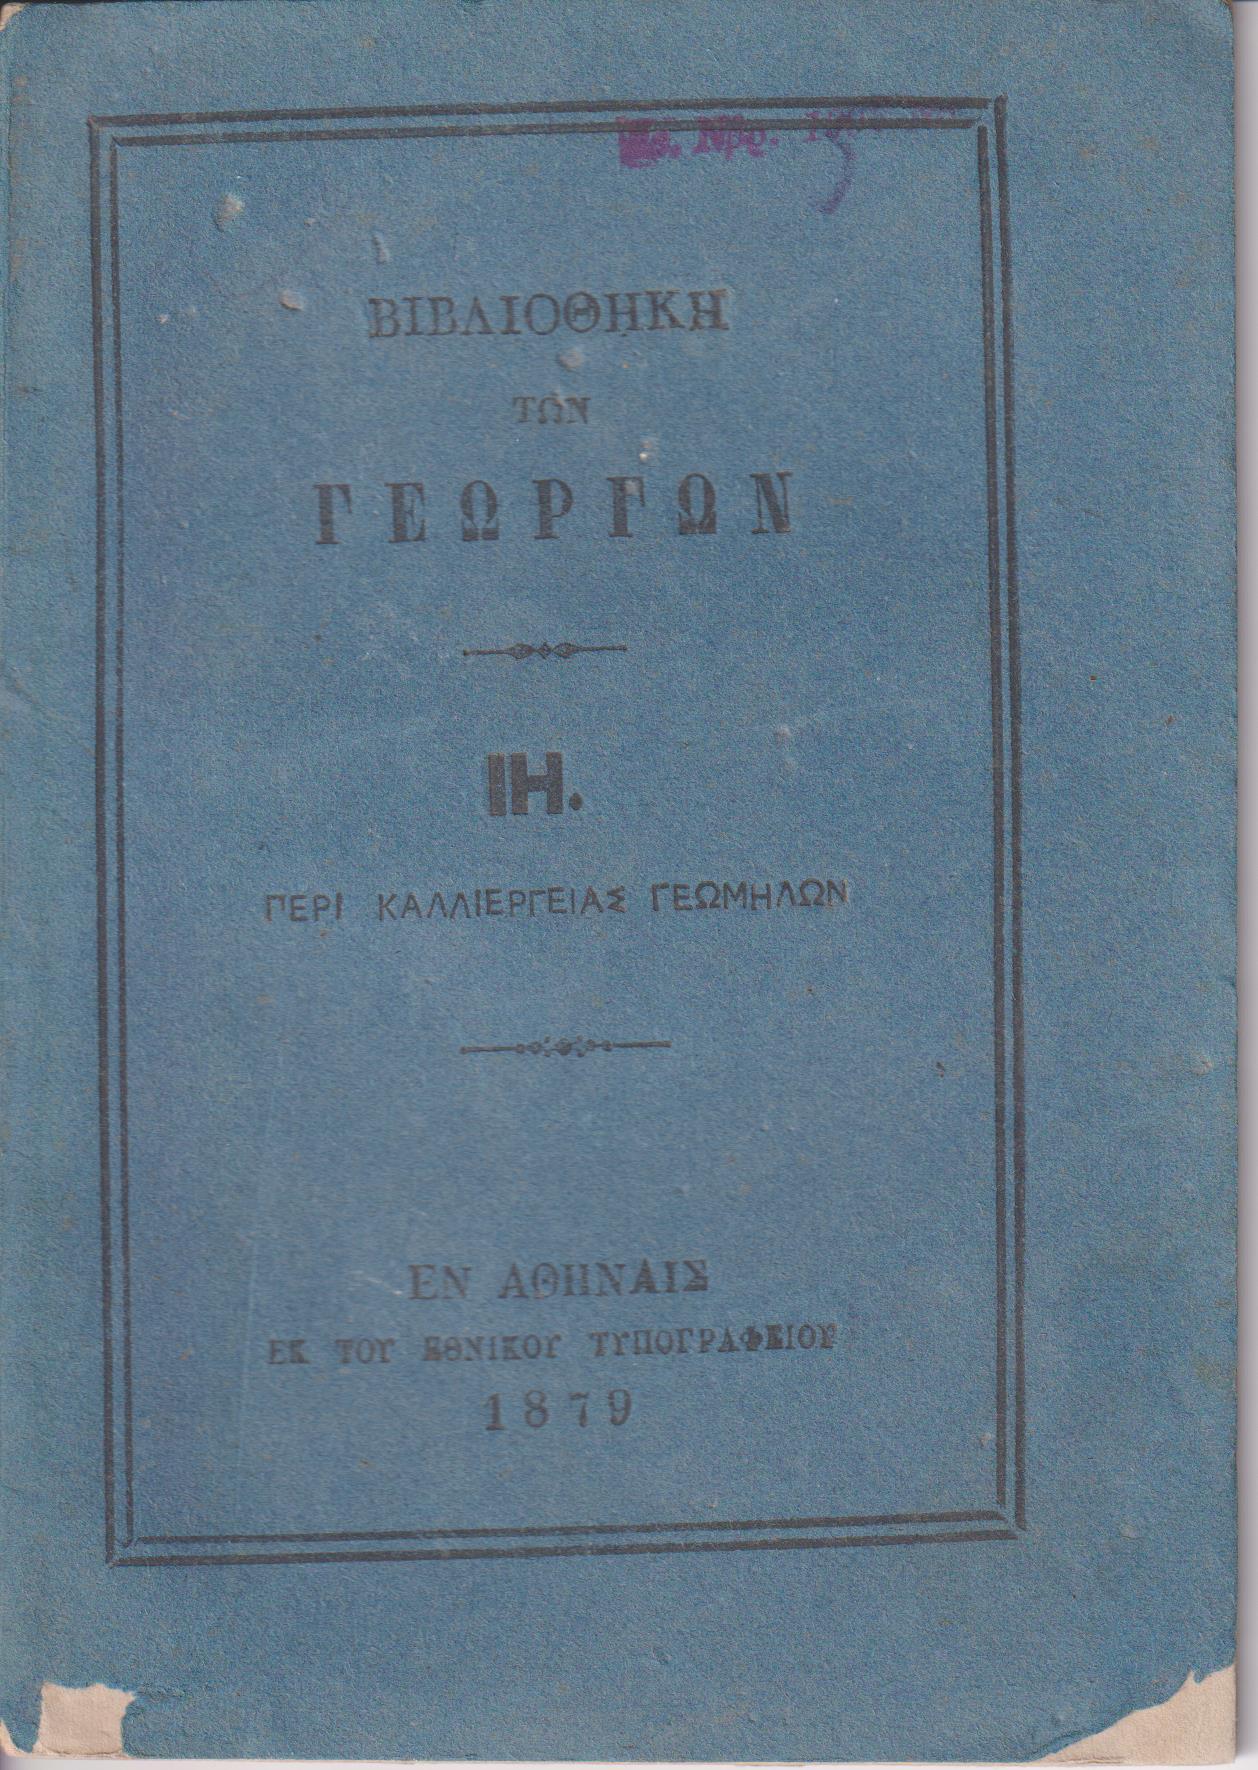 ΒΙΒΛΙΟΘΗΚΗ
ΤΩΝ
ΓΕΩΡΓΩΝ
ΙΗ.
ΠΕΡΙ ΚΑΛΛΙΕΡΓΕΙΑΣ ΓΕΩΜΗΛΩΝ
ΕΝ ΑΘΗΝΑΙΣ
ΕΚ ΤΟΥ ΕΘΝΙΚΟΥ ΤΥΠΟΓΡΑΦΕΙΟΥ
1879